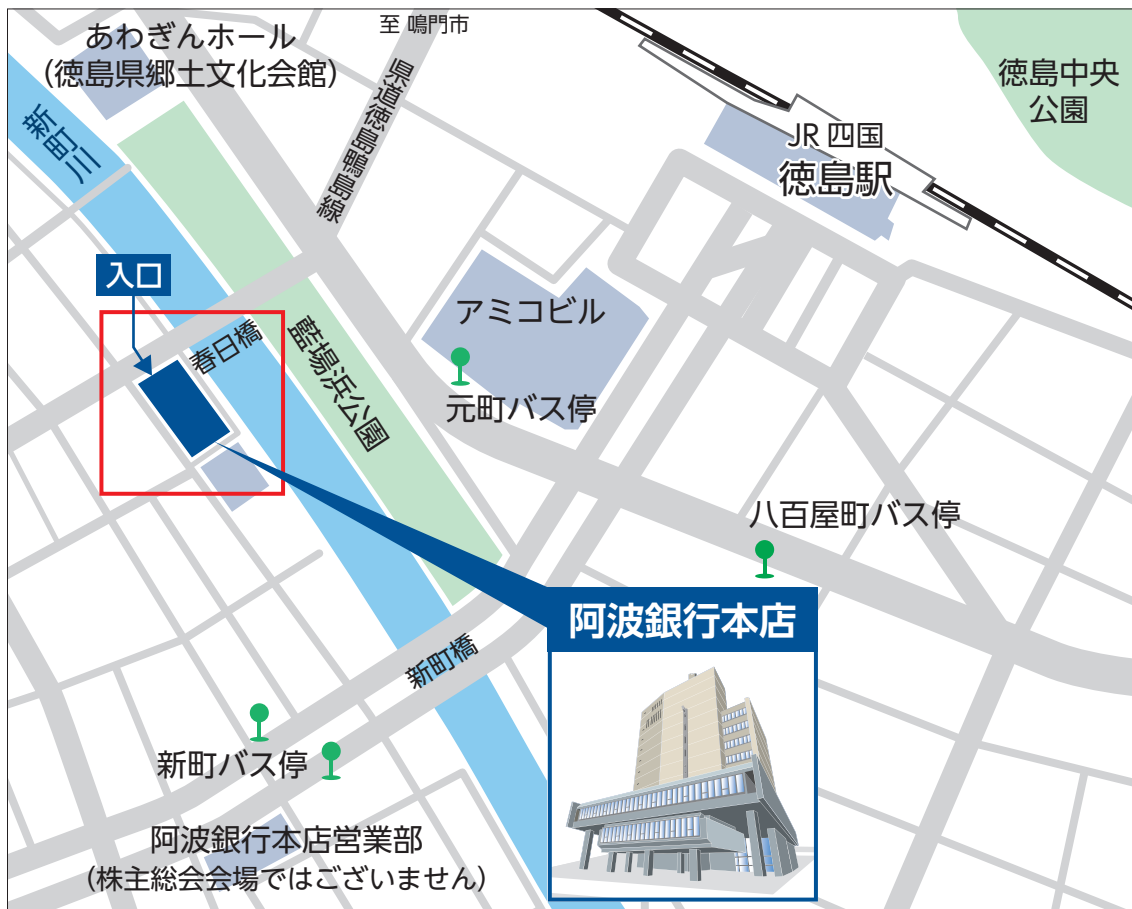 至 鳴門市
あわぎんホール
(徳島県郷土文化会館)
県道徳島鴨島線
徳島中央
公園
JR 四国
徳島駅
新町川
入口
アミコビル
春日橋
藍場浜公園
元町バス停
八百屋町バス停
阿波銀行本店
新町橋
新町バス停
阿波銀行本店営業部
(株主総会会場ではございません)